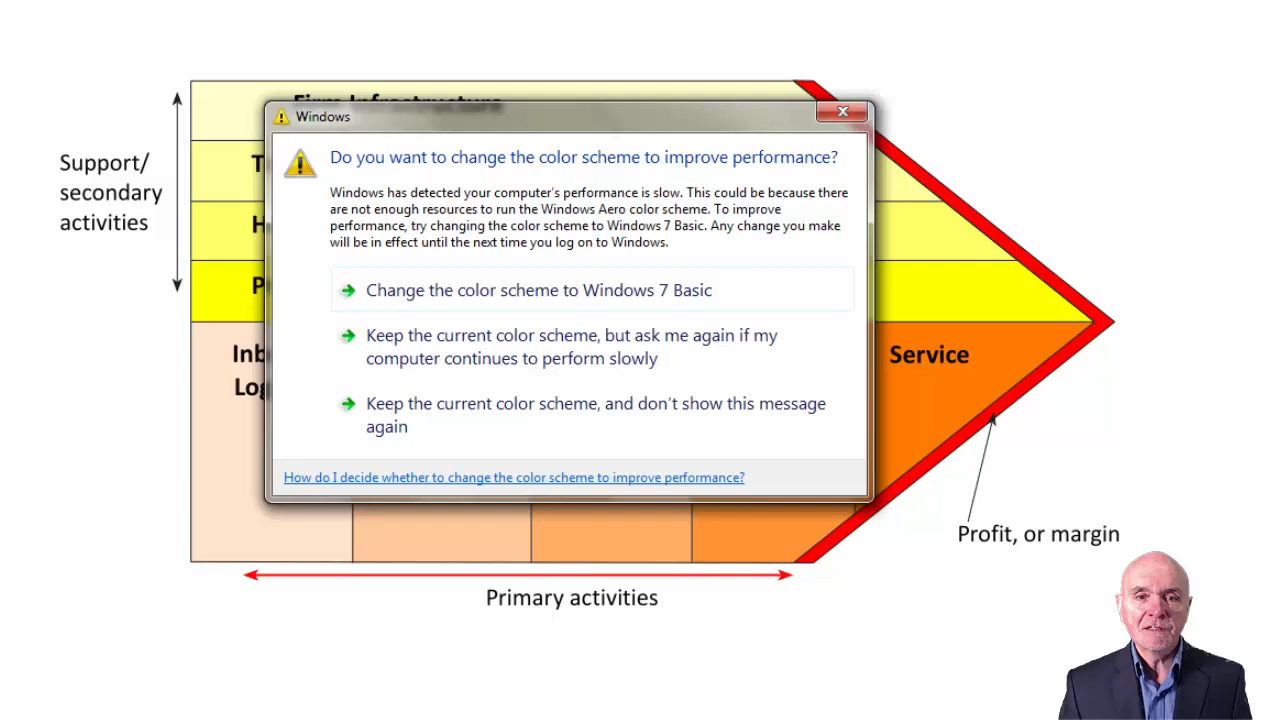 Firm Infrastructure
Windows
Support/
secondary
activities
T
H
P
Do you want to change the color scheme to improve performance?
Windows has detected your computer's performance is slow. This could be because there
are not enough resources to run the Windows Aero color scheme. To improve
performance, try changing the color scheme to Windows 7 Basic. Any change you make
will be in effect until the next time you log on to Windows.
Change the color scheme to Windows 7 Basic
Keep the current color scheme, but ask me again if my
computer continues to perform slowly
Keep the current color scheme, and don't show this message
again
How do I decide whether to change the color scheme to improve performance?
Inb
Log
Service
Profit, or margin
Primary activities